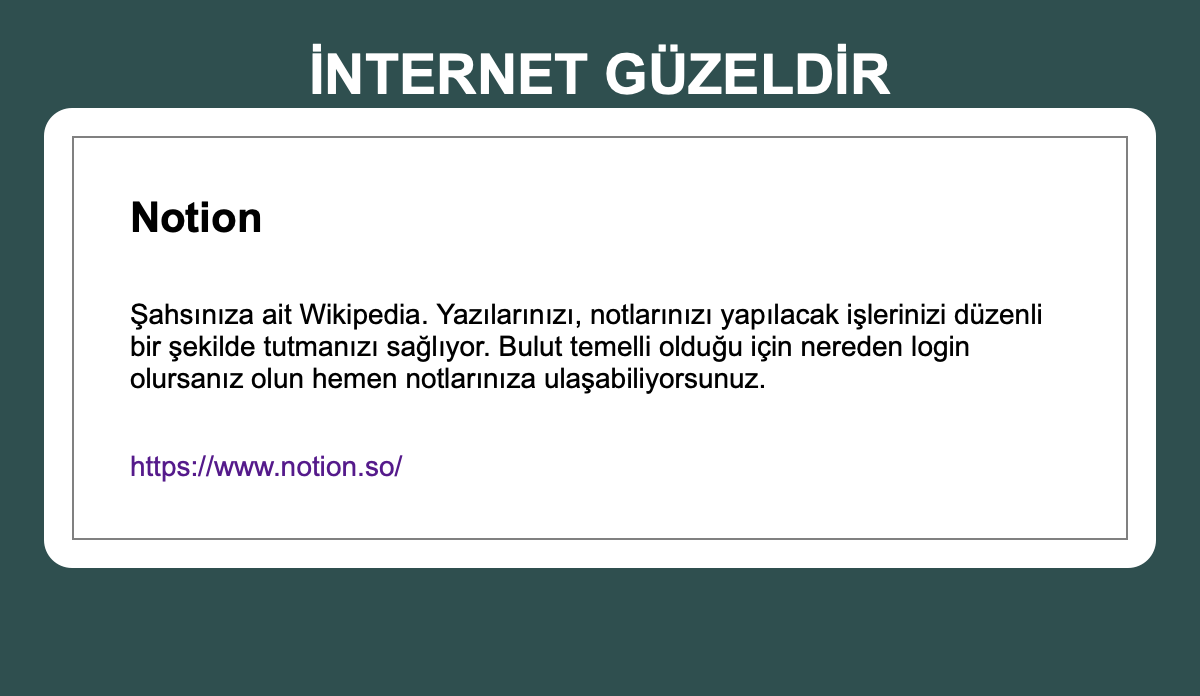 İNTERNET GÜZELDİR
Notion
Şahsınıza ait Wikipedia. Yazılarınızı, notlarınızı yapılacak işlerinizi düzenli
bir şekilde tutmanızı sağlıyor. Bulut temelli olduğu için nereden login
olursanız olun hemen notlarınıza ulaşabiliyorsunuz.
https://www.notion.so/